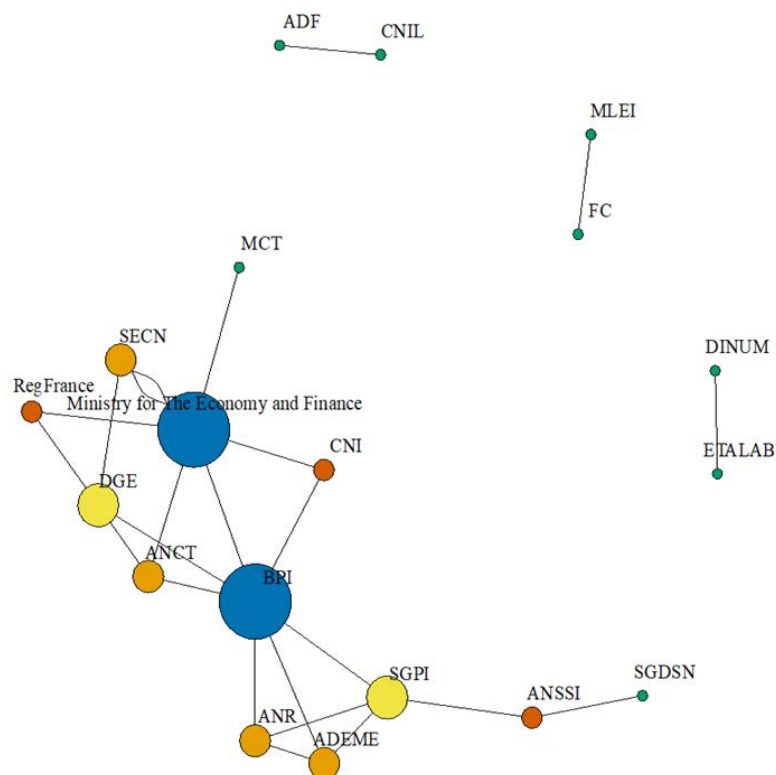 ADF
CNIL
MLEI
FC
MCT
SECN
DINUM
RegFrance
Ministry for The Economy and Finance
CNI
ETALAB
DGE
ANCT
BPI
SGPI
SGDSN
ANSSI
ANR
ADEME